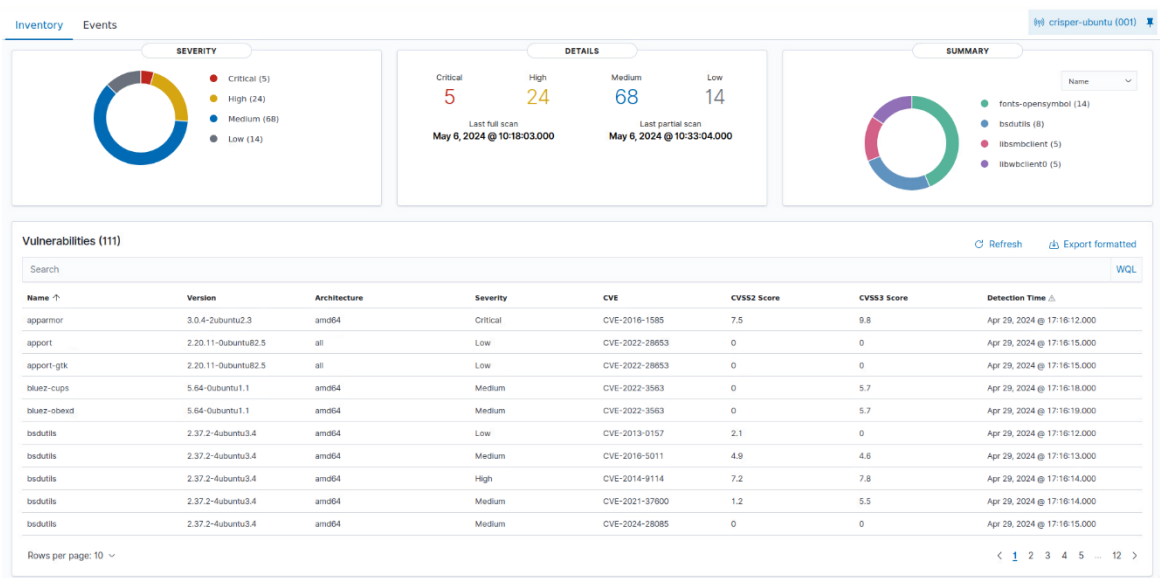 Inventory Events
crisper-ubuntu (001)
SEVERITY
Critical (5)
High (24)
Medium (68)
Low (14)
DETAILS
Critical High Medium Low
5 24 68 14
Last full scan Last partial scan
May 6, 2024 @ 10:18:03.000 May 6, 2024 @ 10:33:04.000
SUMMARY
Name
fonts-opensymbol (14)
bsdutils (8)
libsmbclient (5)
libwbclient0 (5)
Vulnerabilities (111)
Refresh Export formatted
Search WQL
Name ↑ Version Architecture Severity CVE CVSS2 Score CVSS3 Score Detection Time
apparmor 3.0.4-2ubuntu2.3 amd64 Critical CVE-2016-1585 7.5 9.8 Apr 29, 2024 @ 17:16:12.000
apport 2.20.11-0ubuntu82.5 all Low CVE-2022-28653 0 0 Apr 29, 2024 @ 17:16:15.000
apport-gtk 2.20.11-0ubuntu82.5 all Low CVE-2022-28653 0 0 Apr 29, 2024 @ 17:16:15.000
bluez-cups 5.64-0ubuntu1.1 amd64 Medium CVE-2022-3563 0 5.7 Apr 29, 2024 @ 17:16:18.000
bluez-obexd 5.64-0ubuntu1.1 amd64 Medium CVE-2022-3563 0 5.7 Apr 29, 2024 @ 17:16:19.000
bsdutils 2.37.2-4ubuntu3.4 amd64 Low CVE-2013-0157 2.1 0 Apr 29, 2024 @ 17:16:12.000
bsdutils 2.37.2-4ubuntu3.4 amd64 Medium CVE-2016-5011 4.9 4.6 Apr 29, 2024 @ 17:16:13.000
bsdutils 2.37.2-4ubuntu3.4 amd64 High CVE-2014-9114 7.2 7.8 Apr 29, 2024 @ 17:16:14.000
bsdutils 2.37.2-4ubuntu3.4 amd64 Medium CVE-2021-37600 1.2 5.5 Apr 29, 2024 @ 17:16:14.000
bsdutils 2.37.2-4ubuntu3.4 amd64 Medium CVE-2024-28085 0 0 Apr 29, 2024 @ 17:16:15.000
Rows per page: 10 < 1 2 3 4 5 ... 12 >